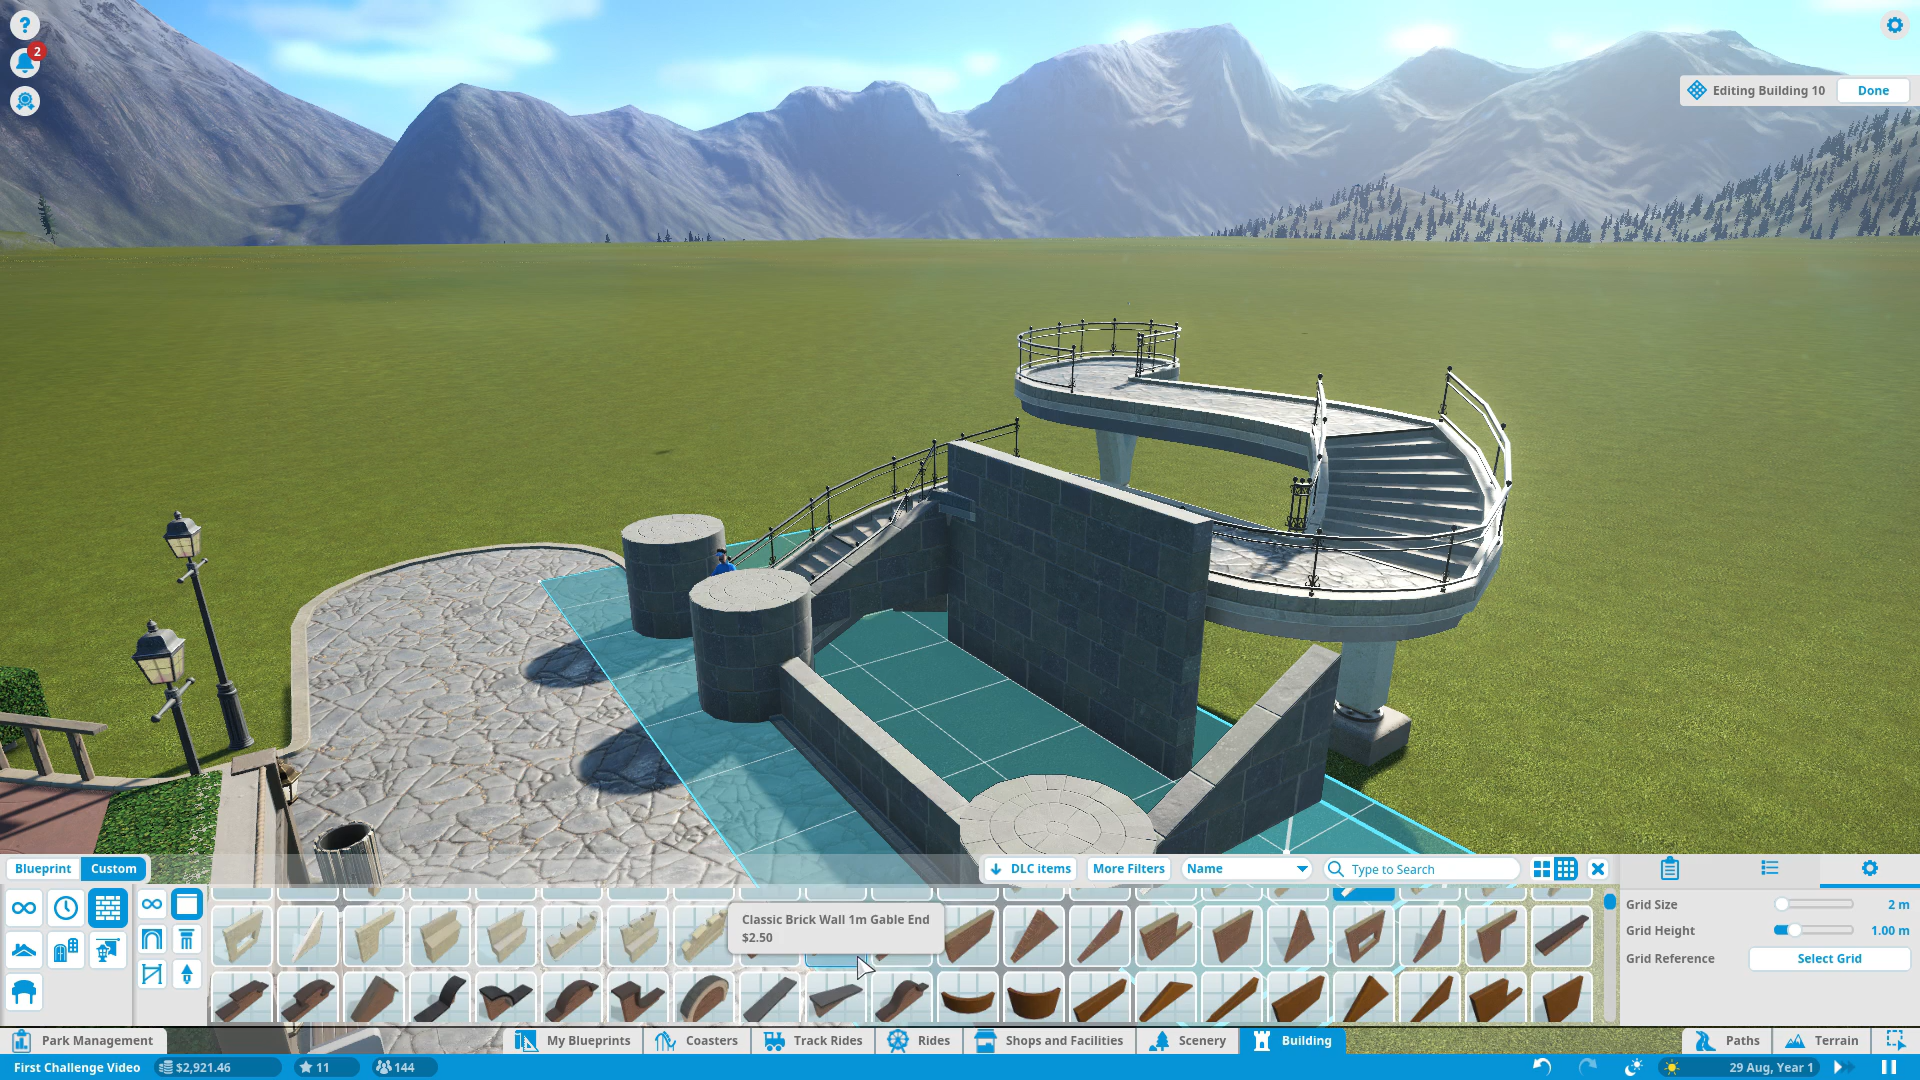 ?
2
Editing Building 10
Done
Blueprint
Custom
DLC items
More Filters
Name
Type to Search
Classic Brick Wall 1m Gable End
$2.50
Grid Size
2 m
Grid Height
1.00 m
Grid Reference
Select Grid
Park Management
My Blueprints
Coasters
Track Rides
Rides
Shops and Facilities
Scenery
Building
Paths
Terrain
First Challenge Video
$2,921.46
11
144
29 Aug, Year 1